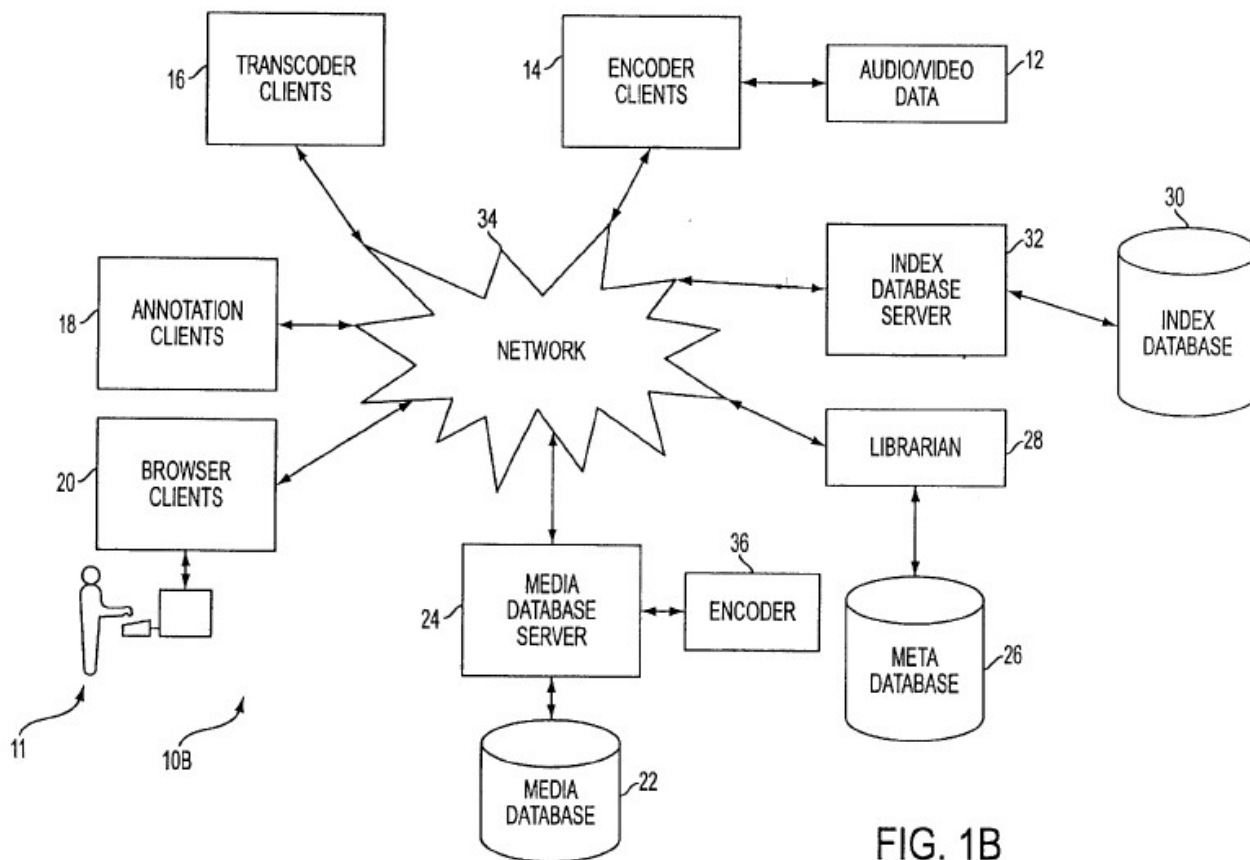 16
TRANSCODER
CLIENTS
14
ENCODER
CLIENTS
AUDIO/VIDEO
DATA
12
34
NETWORK
18
ANNOTATION
CLIENTS
INDEX
DATABASE
SERVER
32
30
INDEX
DATABASE
20
BROWSER
CLIENTS
LIBRARIAN
28
24
MEDIA
DATABASE
SERVER
36
ENCODER
META
DATABASE
26
11
10B
MEDIA
DATABASE
22
FIG. 1B